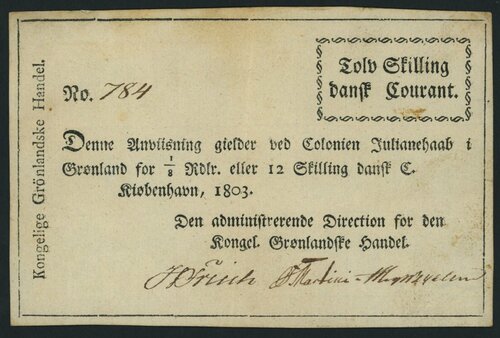 Kongelige Grönlandske Handel.
No. 784
Tolv Skilling
dansk Courant.
Denne Anviisning gielder ved Colonien Julianehaab i
Grønland for 1/8 Rdlr. eller 12 Skilling dansk C.
Kiøbenhavn, 1803.
Den administrerende Direction for den
Kongel. Grønlandske Handel.